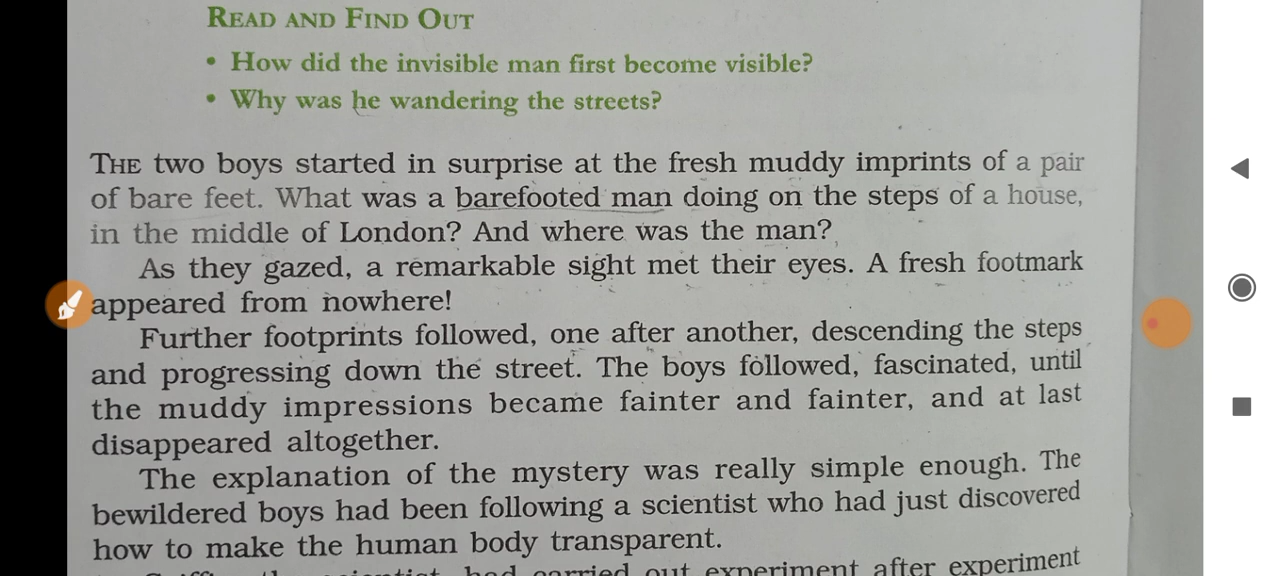 READ AND FIND OUT
• How did the invisible man first become visible?
• Why was he wandering the streets?
THE two boys started in surprise at the fresh muddy imprints of a pair
of bare feet. What was a barefooted man doing on the steps of a house,
in the middle of London? And where was the man?
As they gazed, a remarkable sight met their eyes. A fresh footmark
appeared from nowhere!
Further footprints followed, one after another, descending the steps
and progressing down the street. The boys followed, fascinated, until
the muddy impressions became fainter and fainter, and at last
disappeared altogether.
The explanation of the mystery was really simple enough. The
bewildered boys had been following a scientist who had just discovered
how to make the human body transparent.
scientist, had carried out experiment after experiment